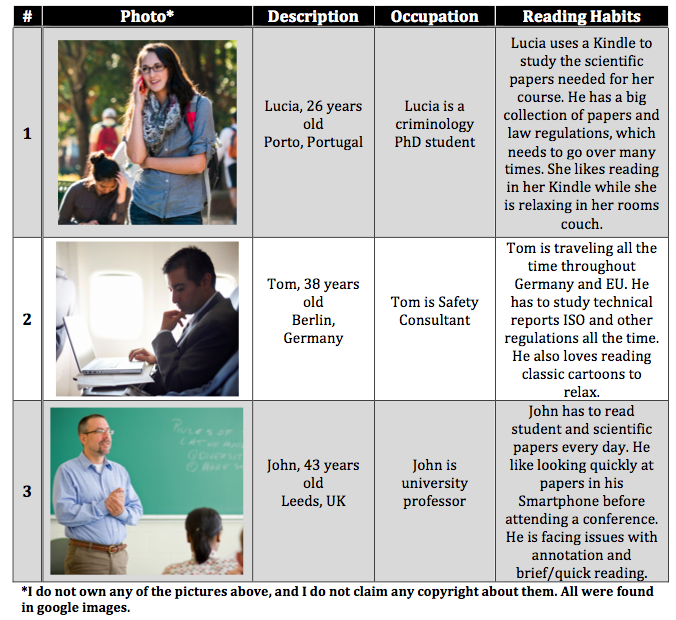 # Photo* Description Occupation Reading Habits
1
Lucia, 26 years
old
Porto, Portugal
Lucia is a
criminology
PhD student
Lucia uses a Kindle to
study the scientific
papers needed for her
course. He has a big
collection of papers and
law regulations, which
needs to go over many
times. She likes reading
in her Kindle while she
is relaxing in her rooms
couch.
2
Tom, 38 years
old
Berlin,
Germany
Tom is Safety
Consultant
Tom is traveling all the
time throughout
Germany and EU. He
has to study technical
reports ISO and other
regulations all the time.
He also loves reading
classic cartoons to
relax.
3
RULES OF
John, 43 years
old
Leeds, UK
John is
university
professor
John has to read
student and scientific
papers every day. He
like looking quickly at
papers in his
Smartphone before
attending a conference.
He is facing issues with
annotation and
brief/quick reading.
*I do not own any of the pictures above, and I do not claim any copyright about them. All were found
in google images.